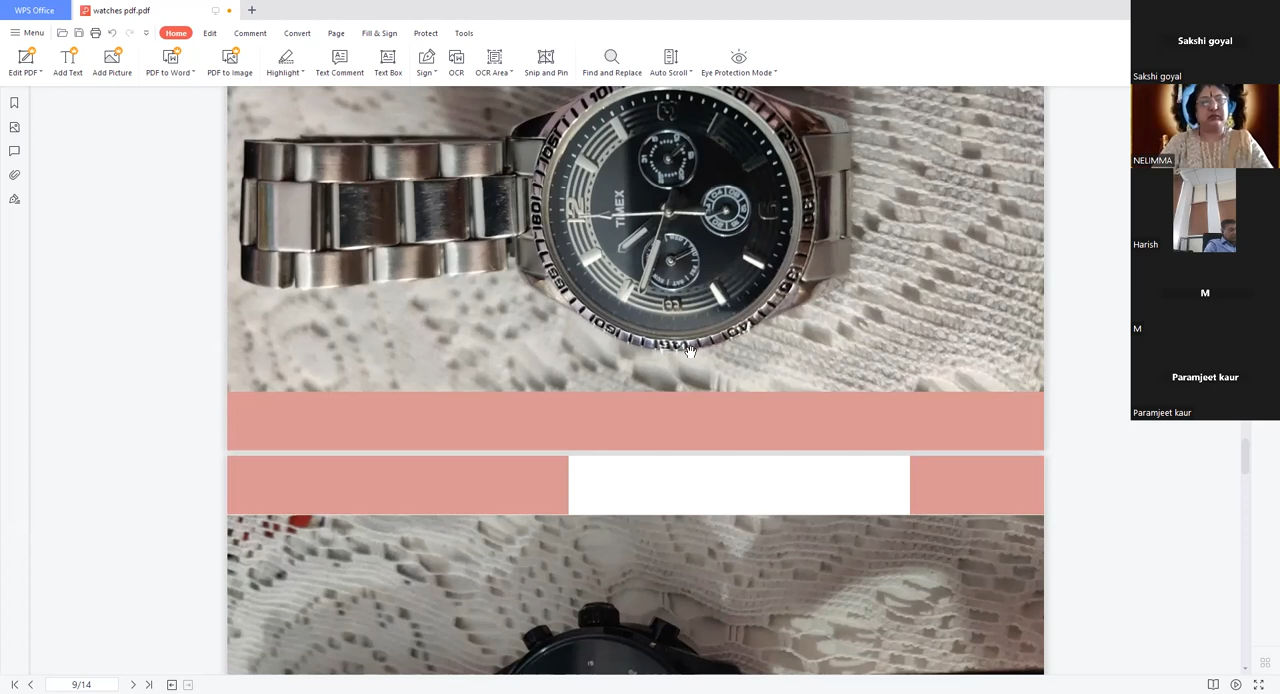 WPS Office
watches pdf.pdf
Menu
Home
Edit
Comment
Convert
Page
Fill & Sign
Protect
Tools
Edit PDF
Add Text
Add Picture
PDF to Word
PDF to Image
Highlight
Text Comment
Text Box
Sign
OCR
OCR Area
Snip and Pin
Find and Replace
Auto Scroll
Eye Protection Mode
TIMEX
12
Sakshi goyal
Sakshi goyal
NELIMMA
Harish
M
M
Paramjeet kaur
Paramjeet kaur
9/14